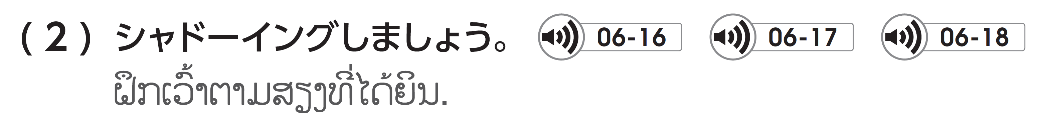 (2) シャドーイングしましょう。 06-16 06-17 06-18
ຝຶກເວົ້າຕາມສຽງທີ່ໄດ້ຍິນ.